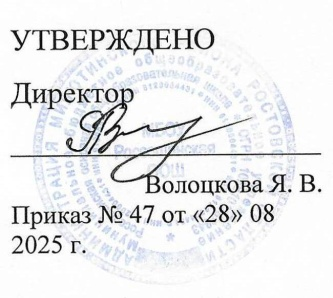 УТВЕРЖДЕНО
Директор
Волоцкова Я. В.
Приказ № 47 от «28» 08
2025 г.